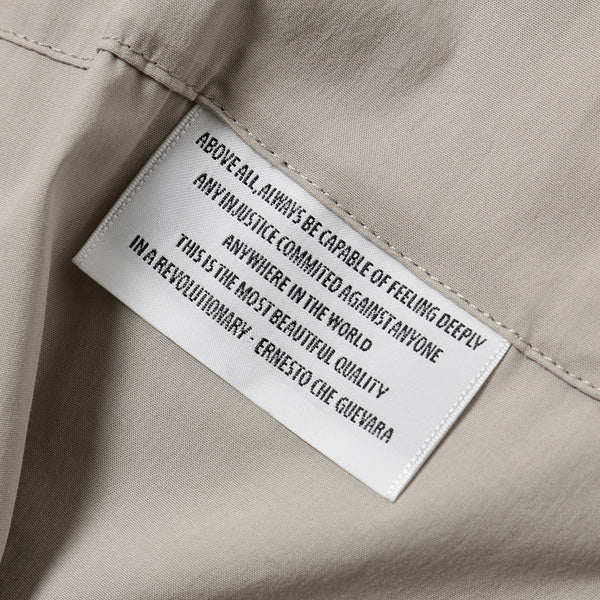 ABOVE ALL, ALWAYS BE CAPABLE OF FEELING DEEPLY
ANY INJUSTICE COMMITED AGAINST ANYONE
ANYWHERE IN THE WORLD
THIS IS THE MOST BEAUTIFUL QUALITY
IN A REVOLUTIONARY - ERNESTO CHE GUEVARA